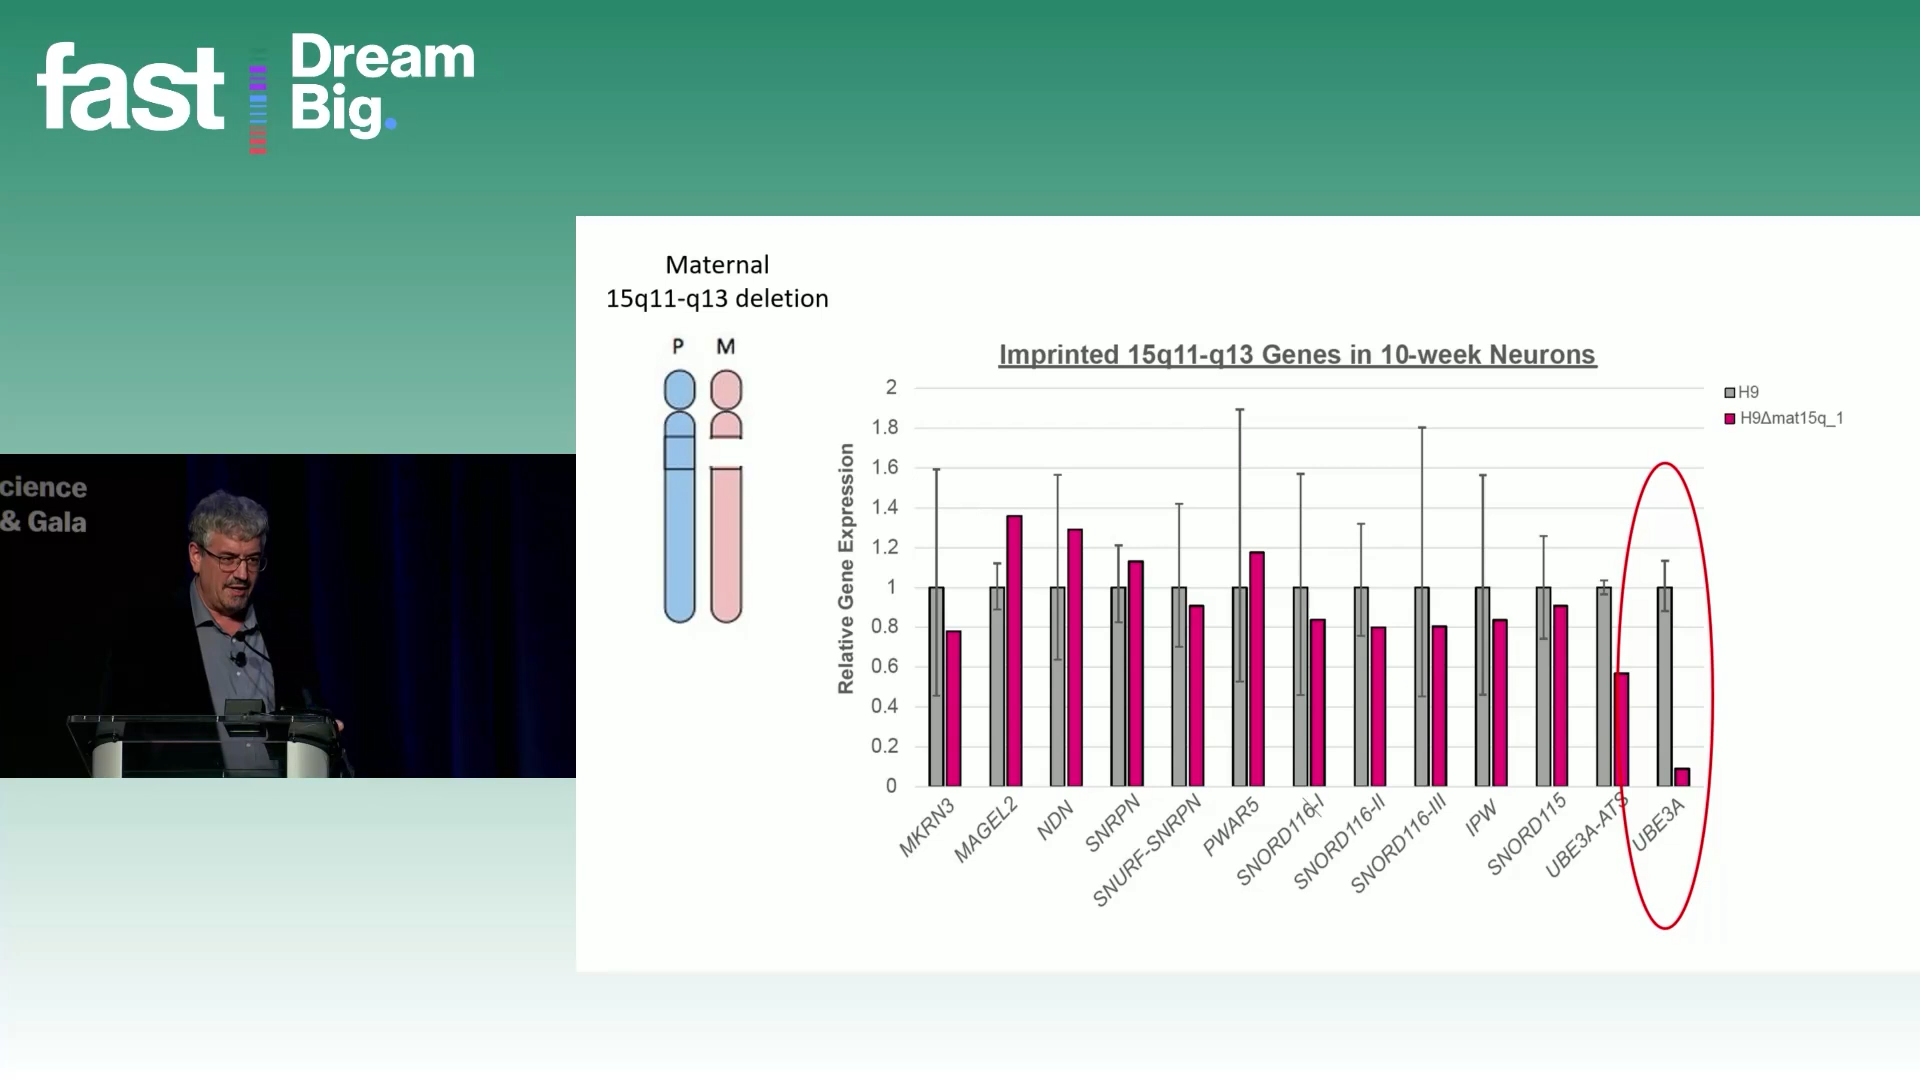 fast
Dream
Big.
cience
& Gala
Maternal
15q11-q13 deletion
P M
Imprinted 15q11-q13 Genes in 10-week Neurons
Relative Gene Expression
2
1.8
1.6
1.4
1.2
1
0.8
0.6
0.4
0.2
0
H9
H9Δmat15q_1
MKRN3
MAGEL2
NDN
SNRPN
SNURF-SNRPN
PWAR5
SNORD116-I
SNORD116-II
SNORD116-III
IPW
SNORD115
UBE3A-ATS
UBE3A